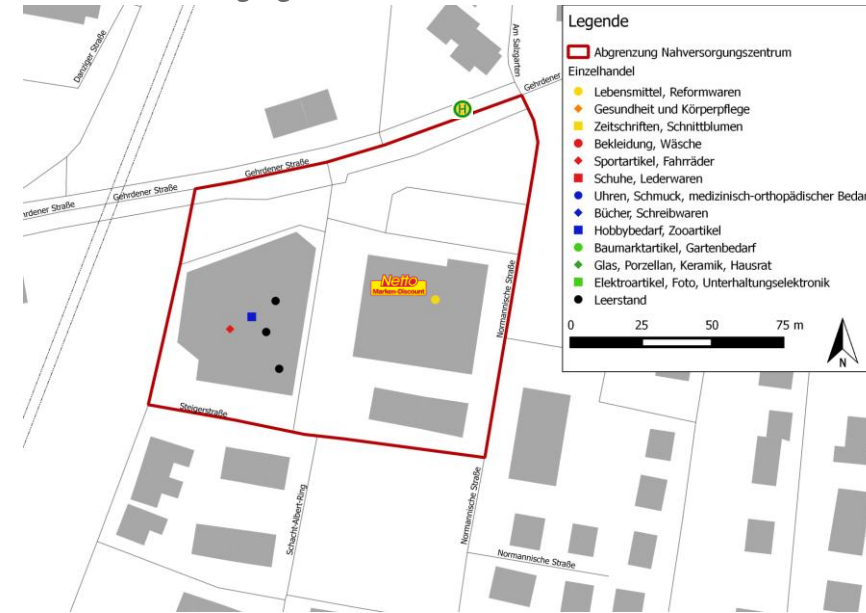 Legende
Abgrenzung Nahversorgungszentrum
Einzelhandel
Lebensmittel, Reformwaren
Gesundheit und Körperpflege
Zeitschriften, Schnittblumen
Bekleidung, Wäsche
Sportartikel, Fahrräder
Schuhe, Lederwaren
Uhren, Schmuck, medizinisch-orthopädischer Bedar
Bücher, Schreibwaren
Hobbybedarf, Zooartikel
Baumarktartikel, Gartenbedarf
Glas, Porzellan, Keramik, Hausrat
Elektroartikel, Foto, Unterhaltungselektronik
Leerstand
0 25 50 75 m
N
Danziger Straße
Am Salzgarten
Gehrdener
H
Gehrdener Straße
Gehrdener Straße
hrdener Straße
Netto
Marken-Discount
Normannische Straße
Steigerstraße
Schacht-Albert-Ring
Normannische Straße
Normannische Straße